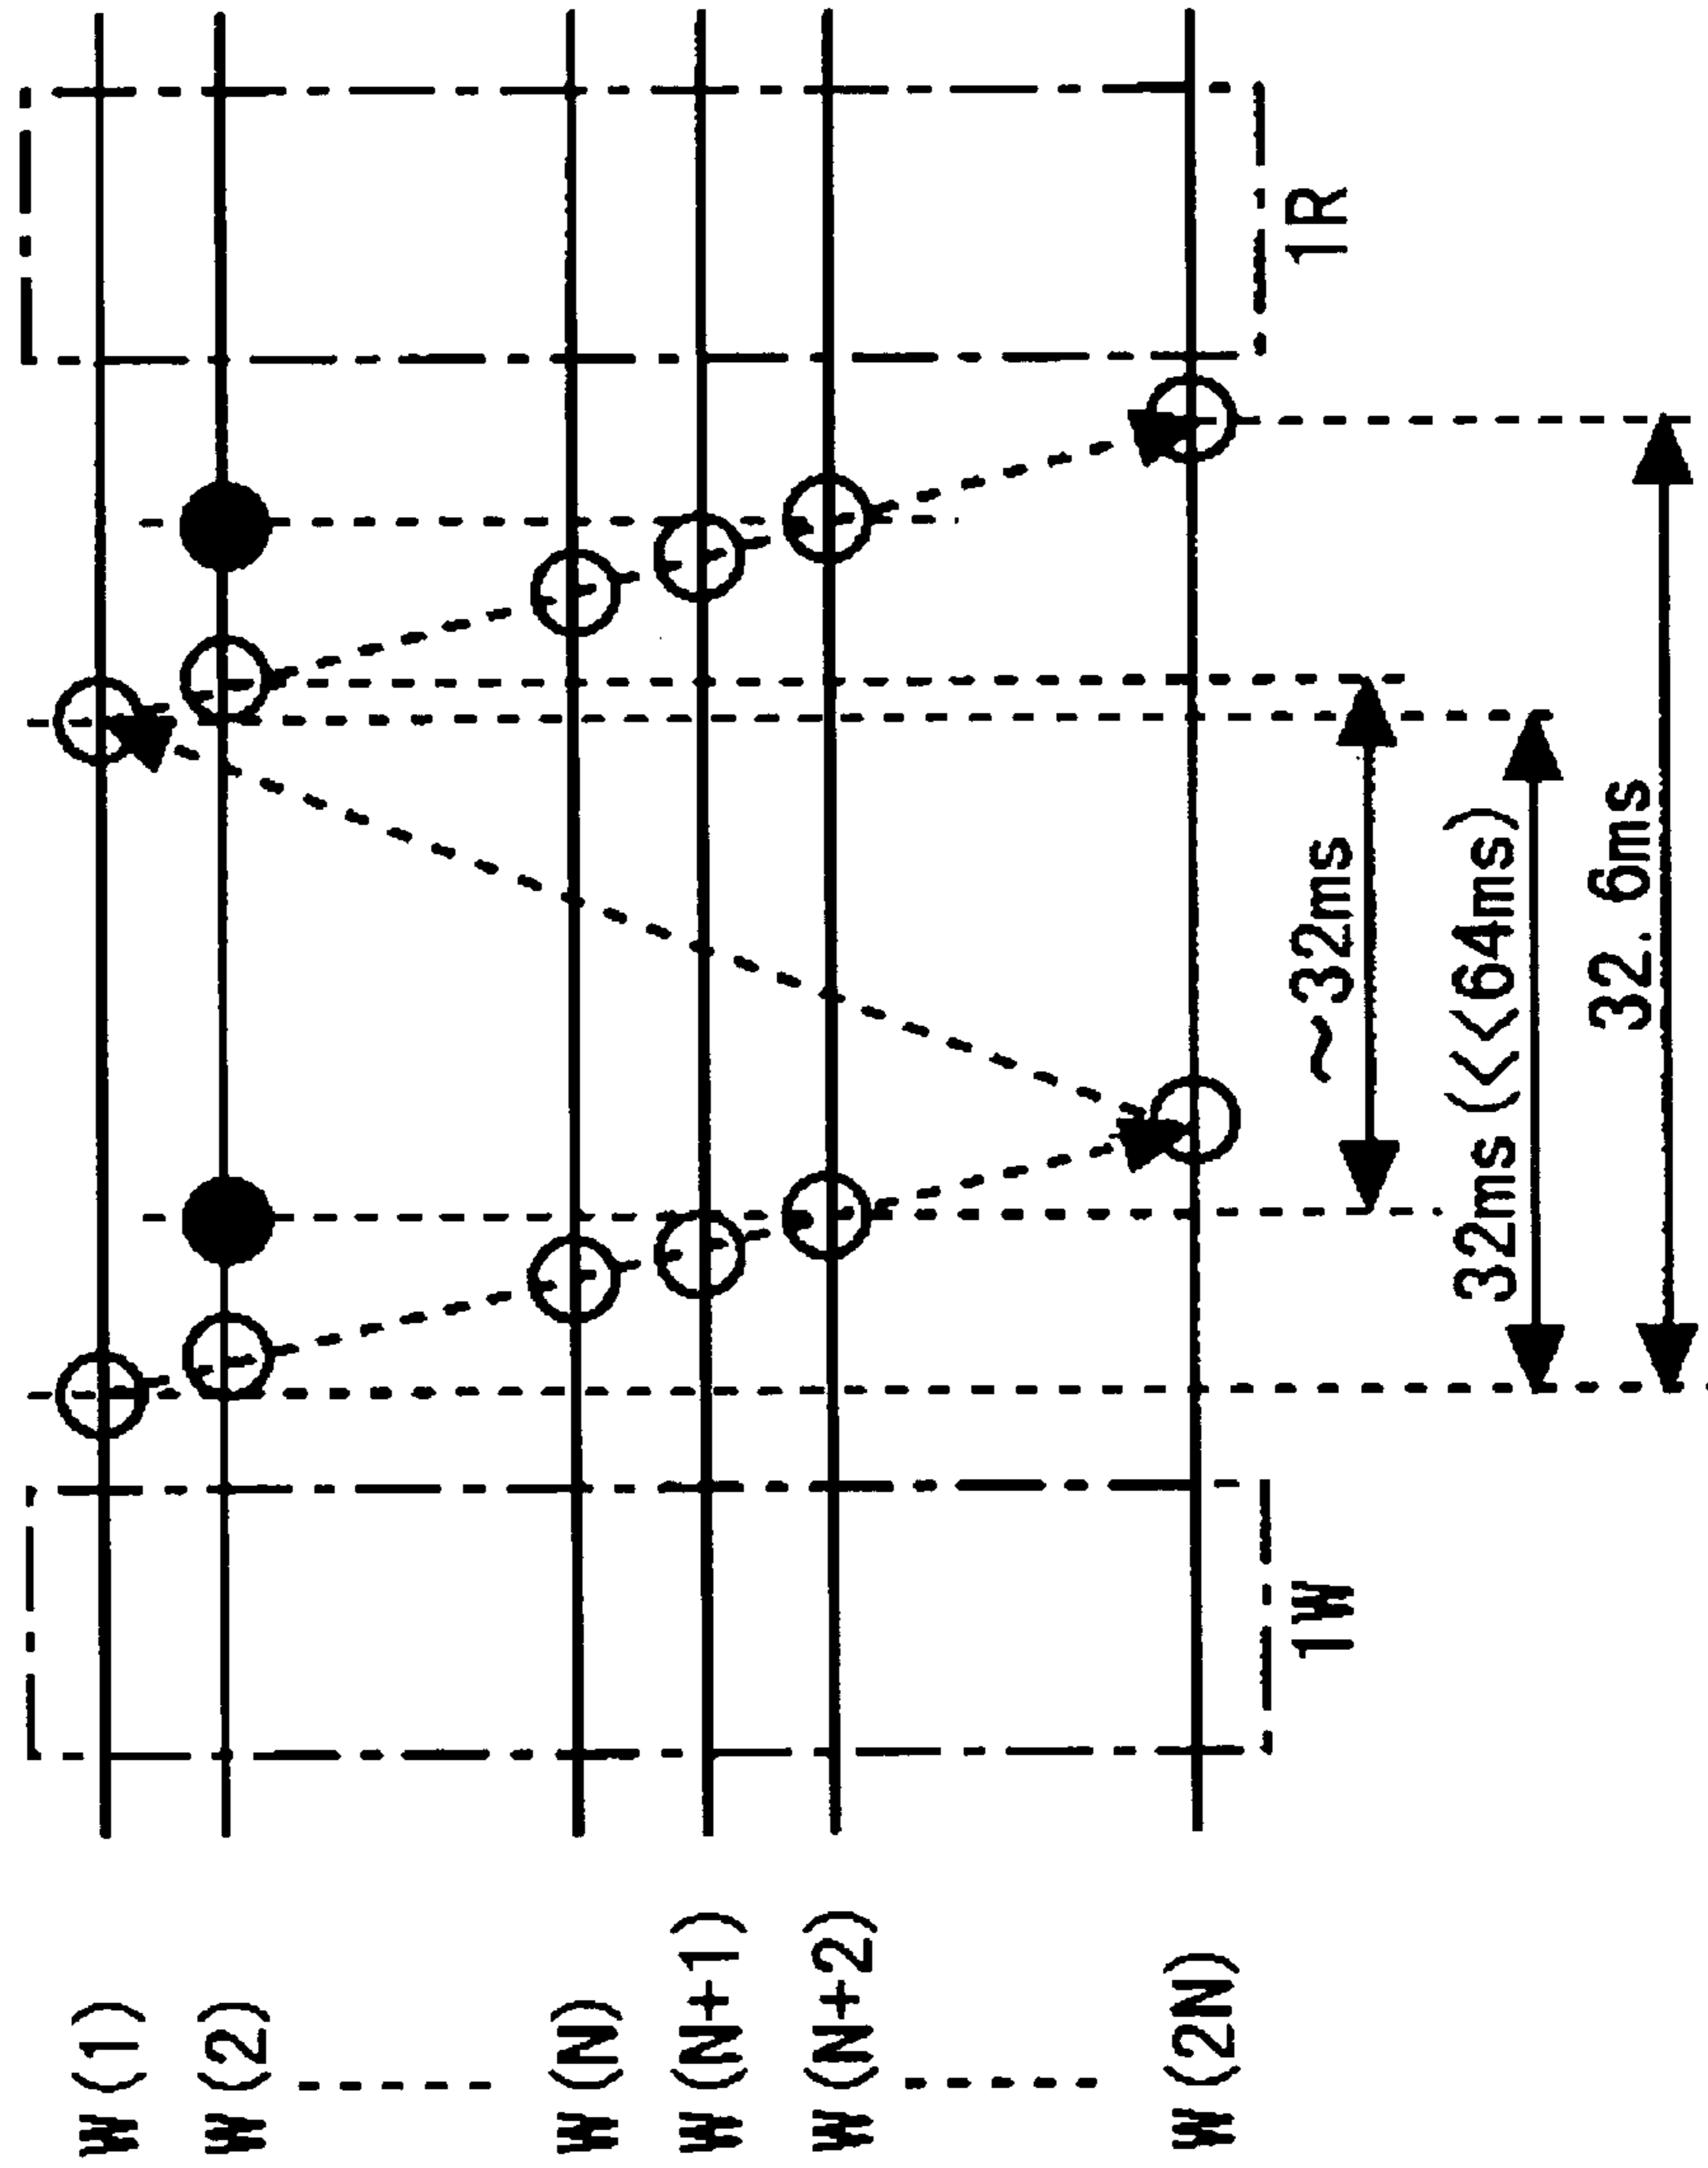 W(1)
W(2)
W(N)
W(N+1)
W(N+2)
W(2N)
1W
1R
~32ms
32ms(<<64ms)
32.6ms